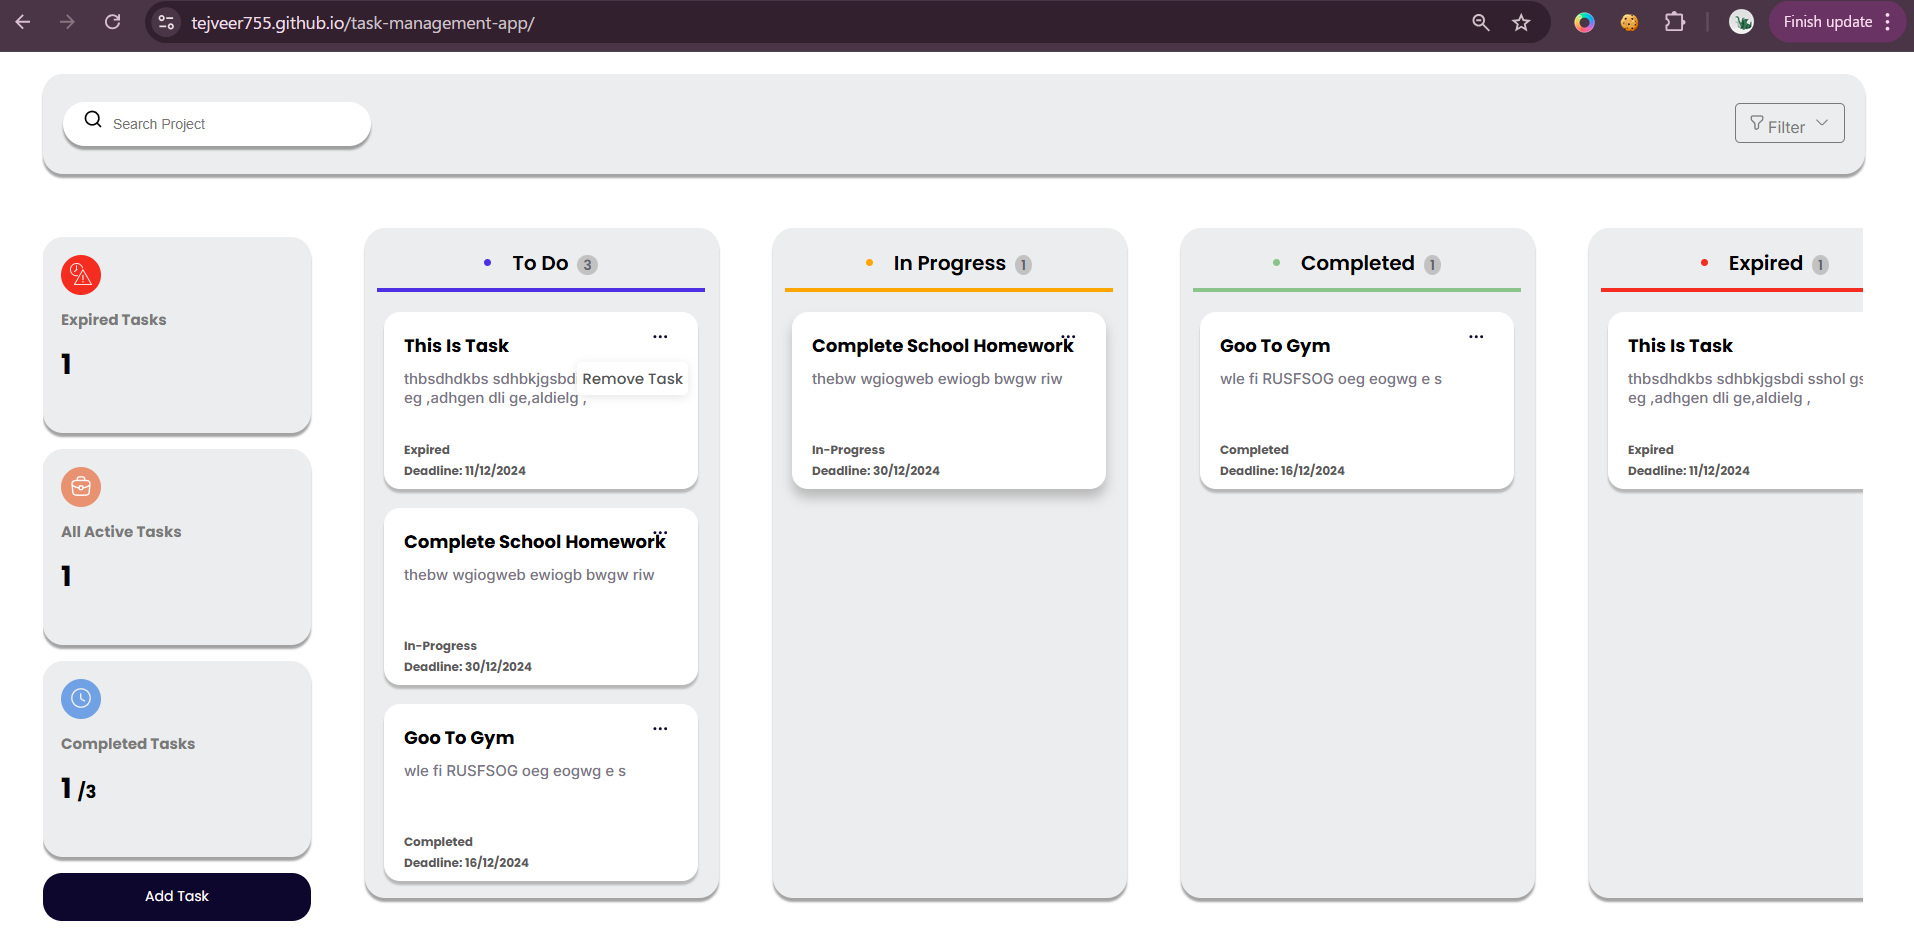 tejveer755.github.io/task-management-app/
Finish update
Search Project
Filter
Expired Tasks
1
All Active Tasks
1
Completed Tasks
1 /3
Add Task
To Do 3
This Is Task
thbsdhdkbs sdhbkjgsbd
Remove Task
eg ,adhgen dli ge,aldielg ,
Expired
Deadline: 11/12/2024
Complete School Homework
thebw wgiogweb ewiogb bwgw riw
In-Progress
Deadline: 30/12/2024
Goo To Gym
wle fi RUSFSOG oeg eogwg e s
Completed
Deadline: 16/12/2024
In Progress 1
Complete School Homework
thebw wgiogweb ewiogb bwgw riw
In-Progress
Deadline: 30/12/2024
Completed 1
Goo To Gym
wle fi RUSFSOG oeg eogwg e s
Completed
Deadline: 16/12/2024
Expired 1
This Is Task
thbsdhdkbs sdhbkjgsbdi sshol gs
eg ,adhgen dli ge,aldielg ,
Expired
Deadline: 11/12/2024